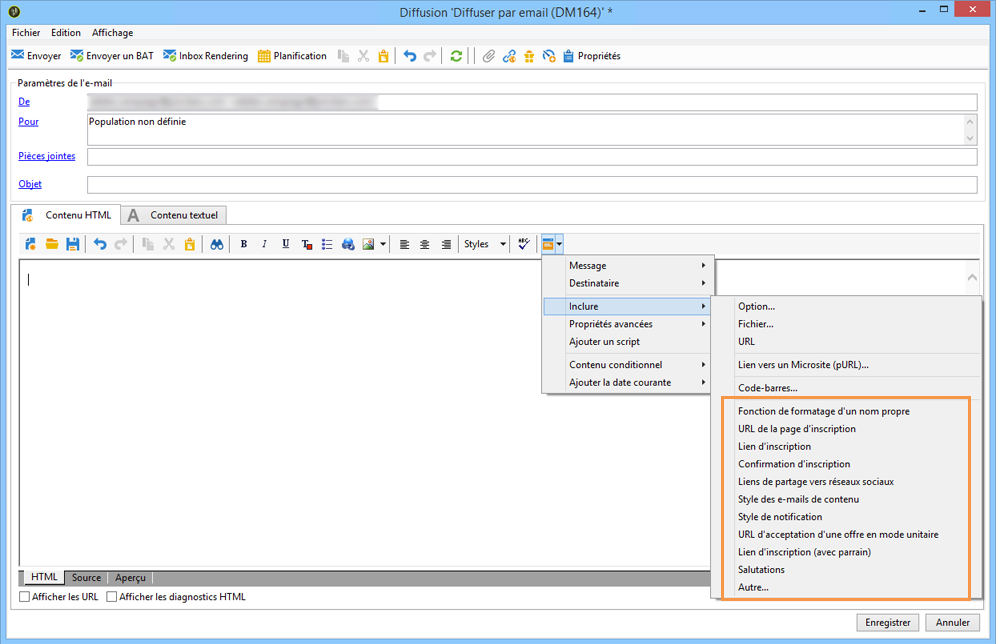 Diffusion 'Diffuser par email (DM164)' *
Fichier Edition Affichage
Envoyer Envoyer un BAT Inbox Rendering Planification Propriétés
Paramètres de l'e-mail
De
Pour Population non définie
Pièces jointes
Objet
Contenu HTML A Contenu textuel
B I U T Styles ABC
Message
Destinataire
Inclure
Propriétés avancées
Ajouter un script
Contenu conditionnel
Ajouter la date courante
Option...
Fichier...
URL
Lien vers un Microsite (pURL)...
Code-barres...
Fonction de formatage d'un nom propre
URL de la page d'inscription
Lien d'inscription
Confirmation d'inscription
Liens de partage vers réseaux sociaux
Style des e-mails de contenu
Style de notification
URL d'acceptation d'une offre en mode unitaire
Lien d'inscription (avec parrain)
Salutations
Autre...
HTML Source Aperçu
Afficher les URL Afficher les diagnostics HTML
Enregistrer Annuler